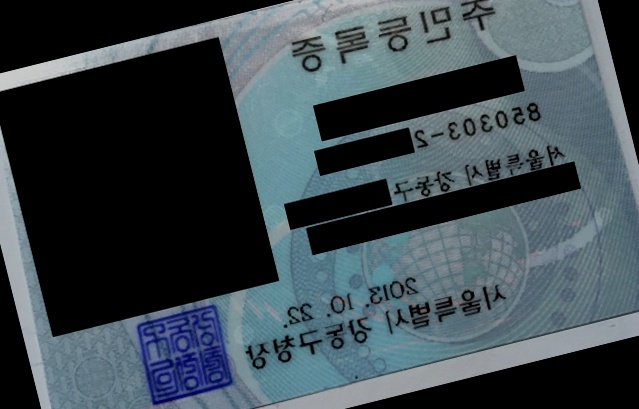 주민등록증
850303-2
서울특별시 강동구
2013. 10. 22.
서울특별시 강동구청장